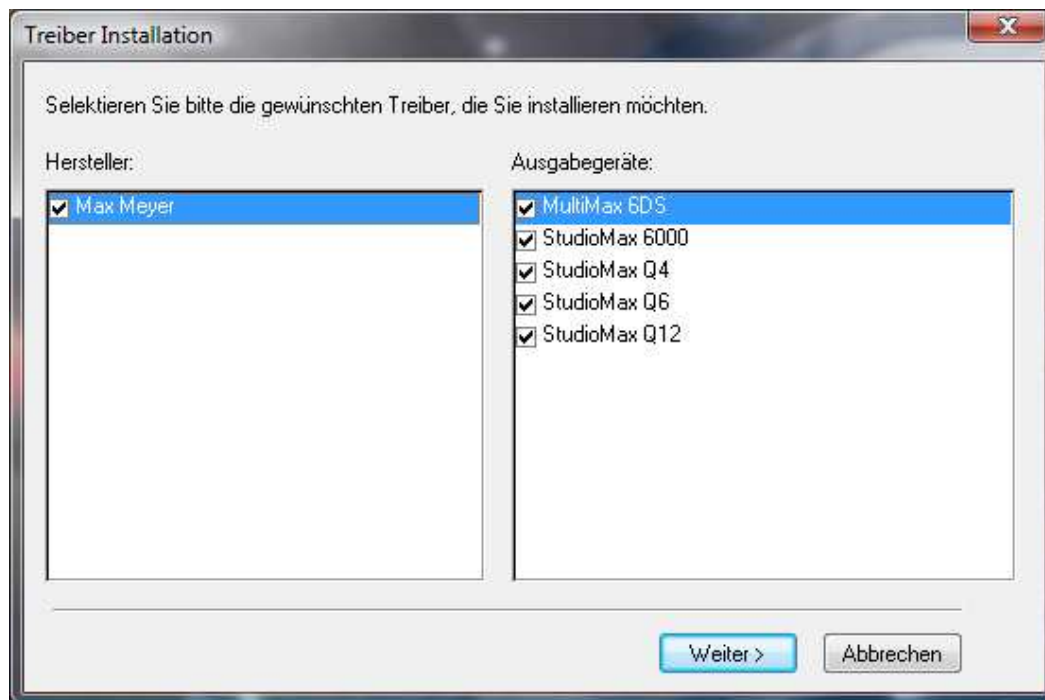 Treiber Installation
Selektieren Sie bitte die gewünschten Treiber, die Sie installieren möchten.
Hersteller:
Max Meyer
Ausgabegeräte:
MultiMax 6DS
StudioMax 6000
StudioMax Q4
StudioMax Q6
StudioMax Q12
Weiter >
Abbrechen